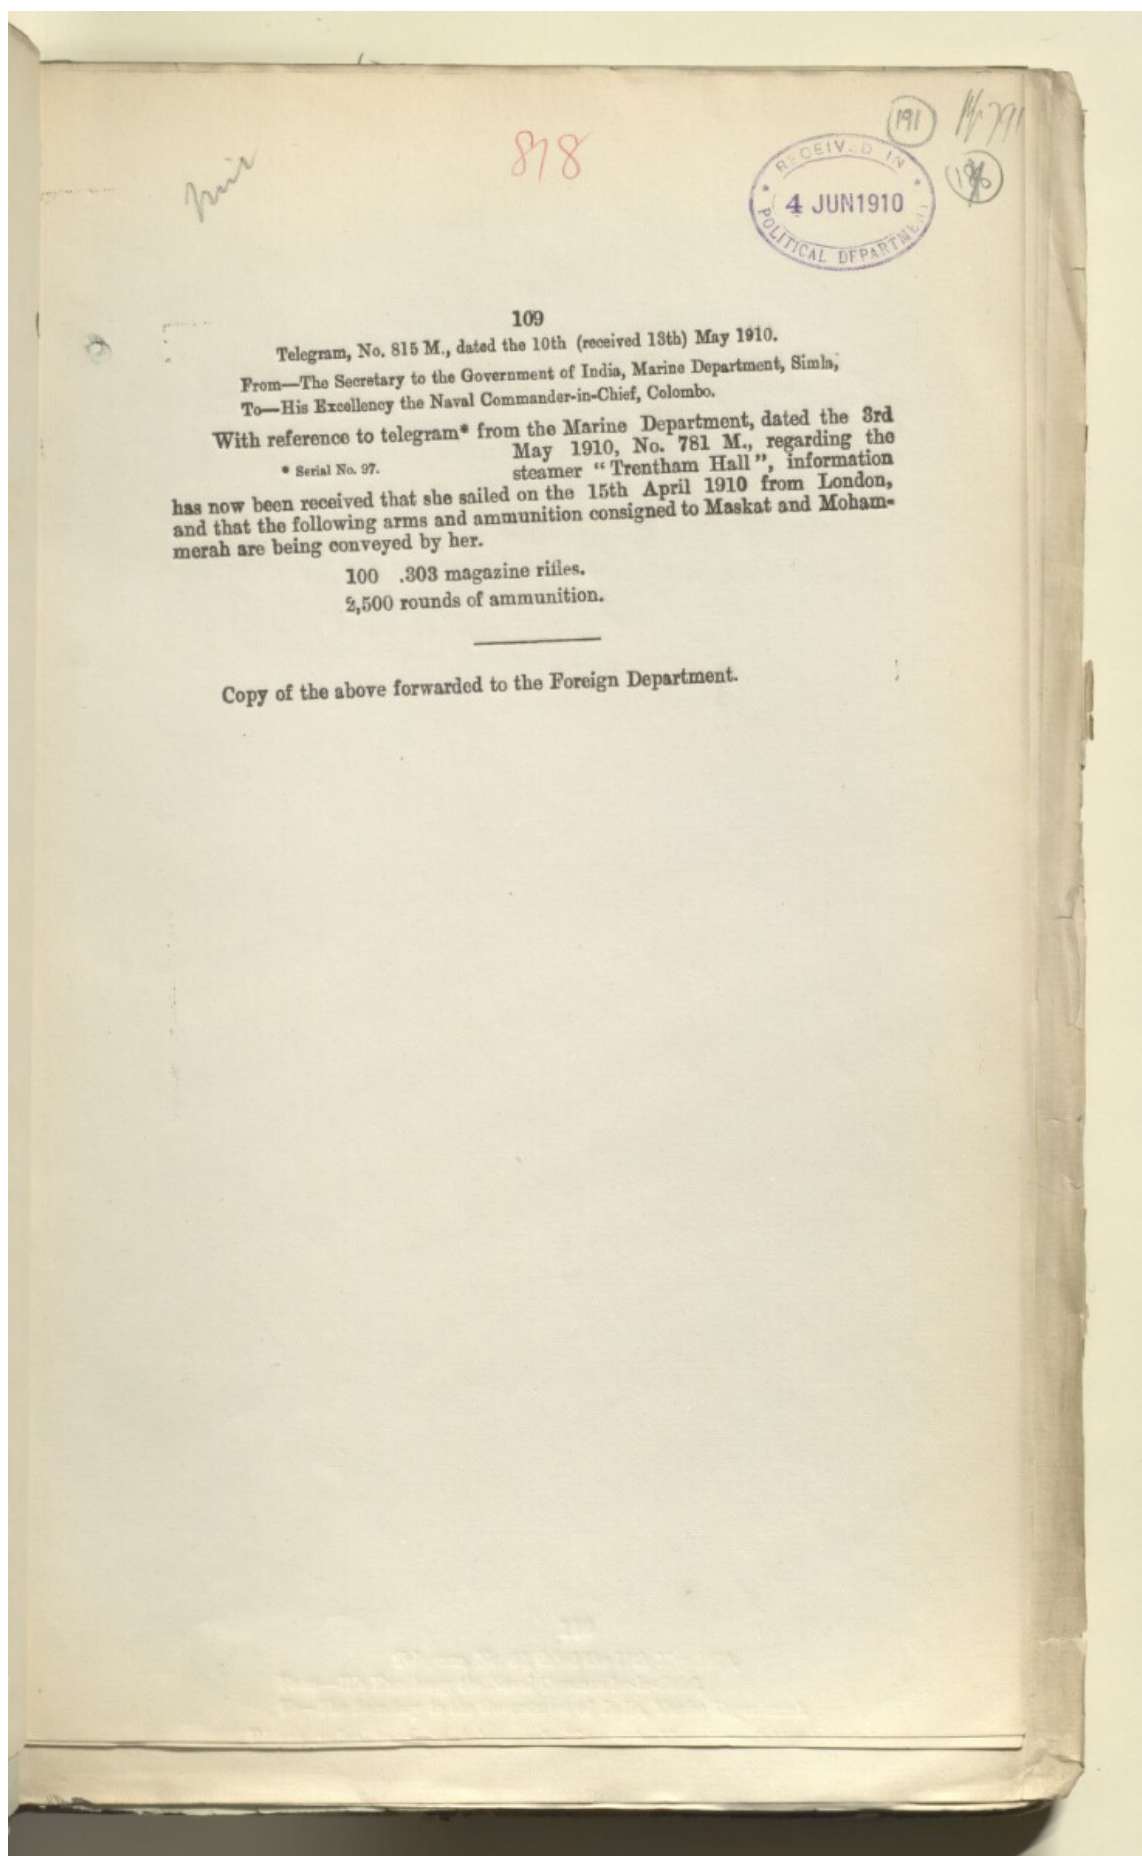 191
878
RECEIVED IN
4 JUN 1910
POLITICAL DEPARTMENT
109
Telegram, No. 815 M., dated the 10th (received 13th) May 1910.
From—The Secretary to the Government of India, Marine Department, Simla,
To—His Excellency the Naval Commander-in-Chief, Colombo.
With reference to telegram* from the Marine Department, dated the 3rd
May 1910, No. 781 M., regarding the
* Serial No. 97.
steamer “Trentham Hall”, information
has now been received that she sailed on the 15th April 1910 from London,
and that the following arms and ammunition consigned to Maskat and Moham-
merah are being conveyed by her.
100 .303 magazine rifles.
2,500 rounds of ammunition.
Copy of the above forwarded to the Foreign Department.